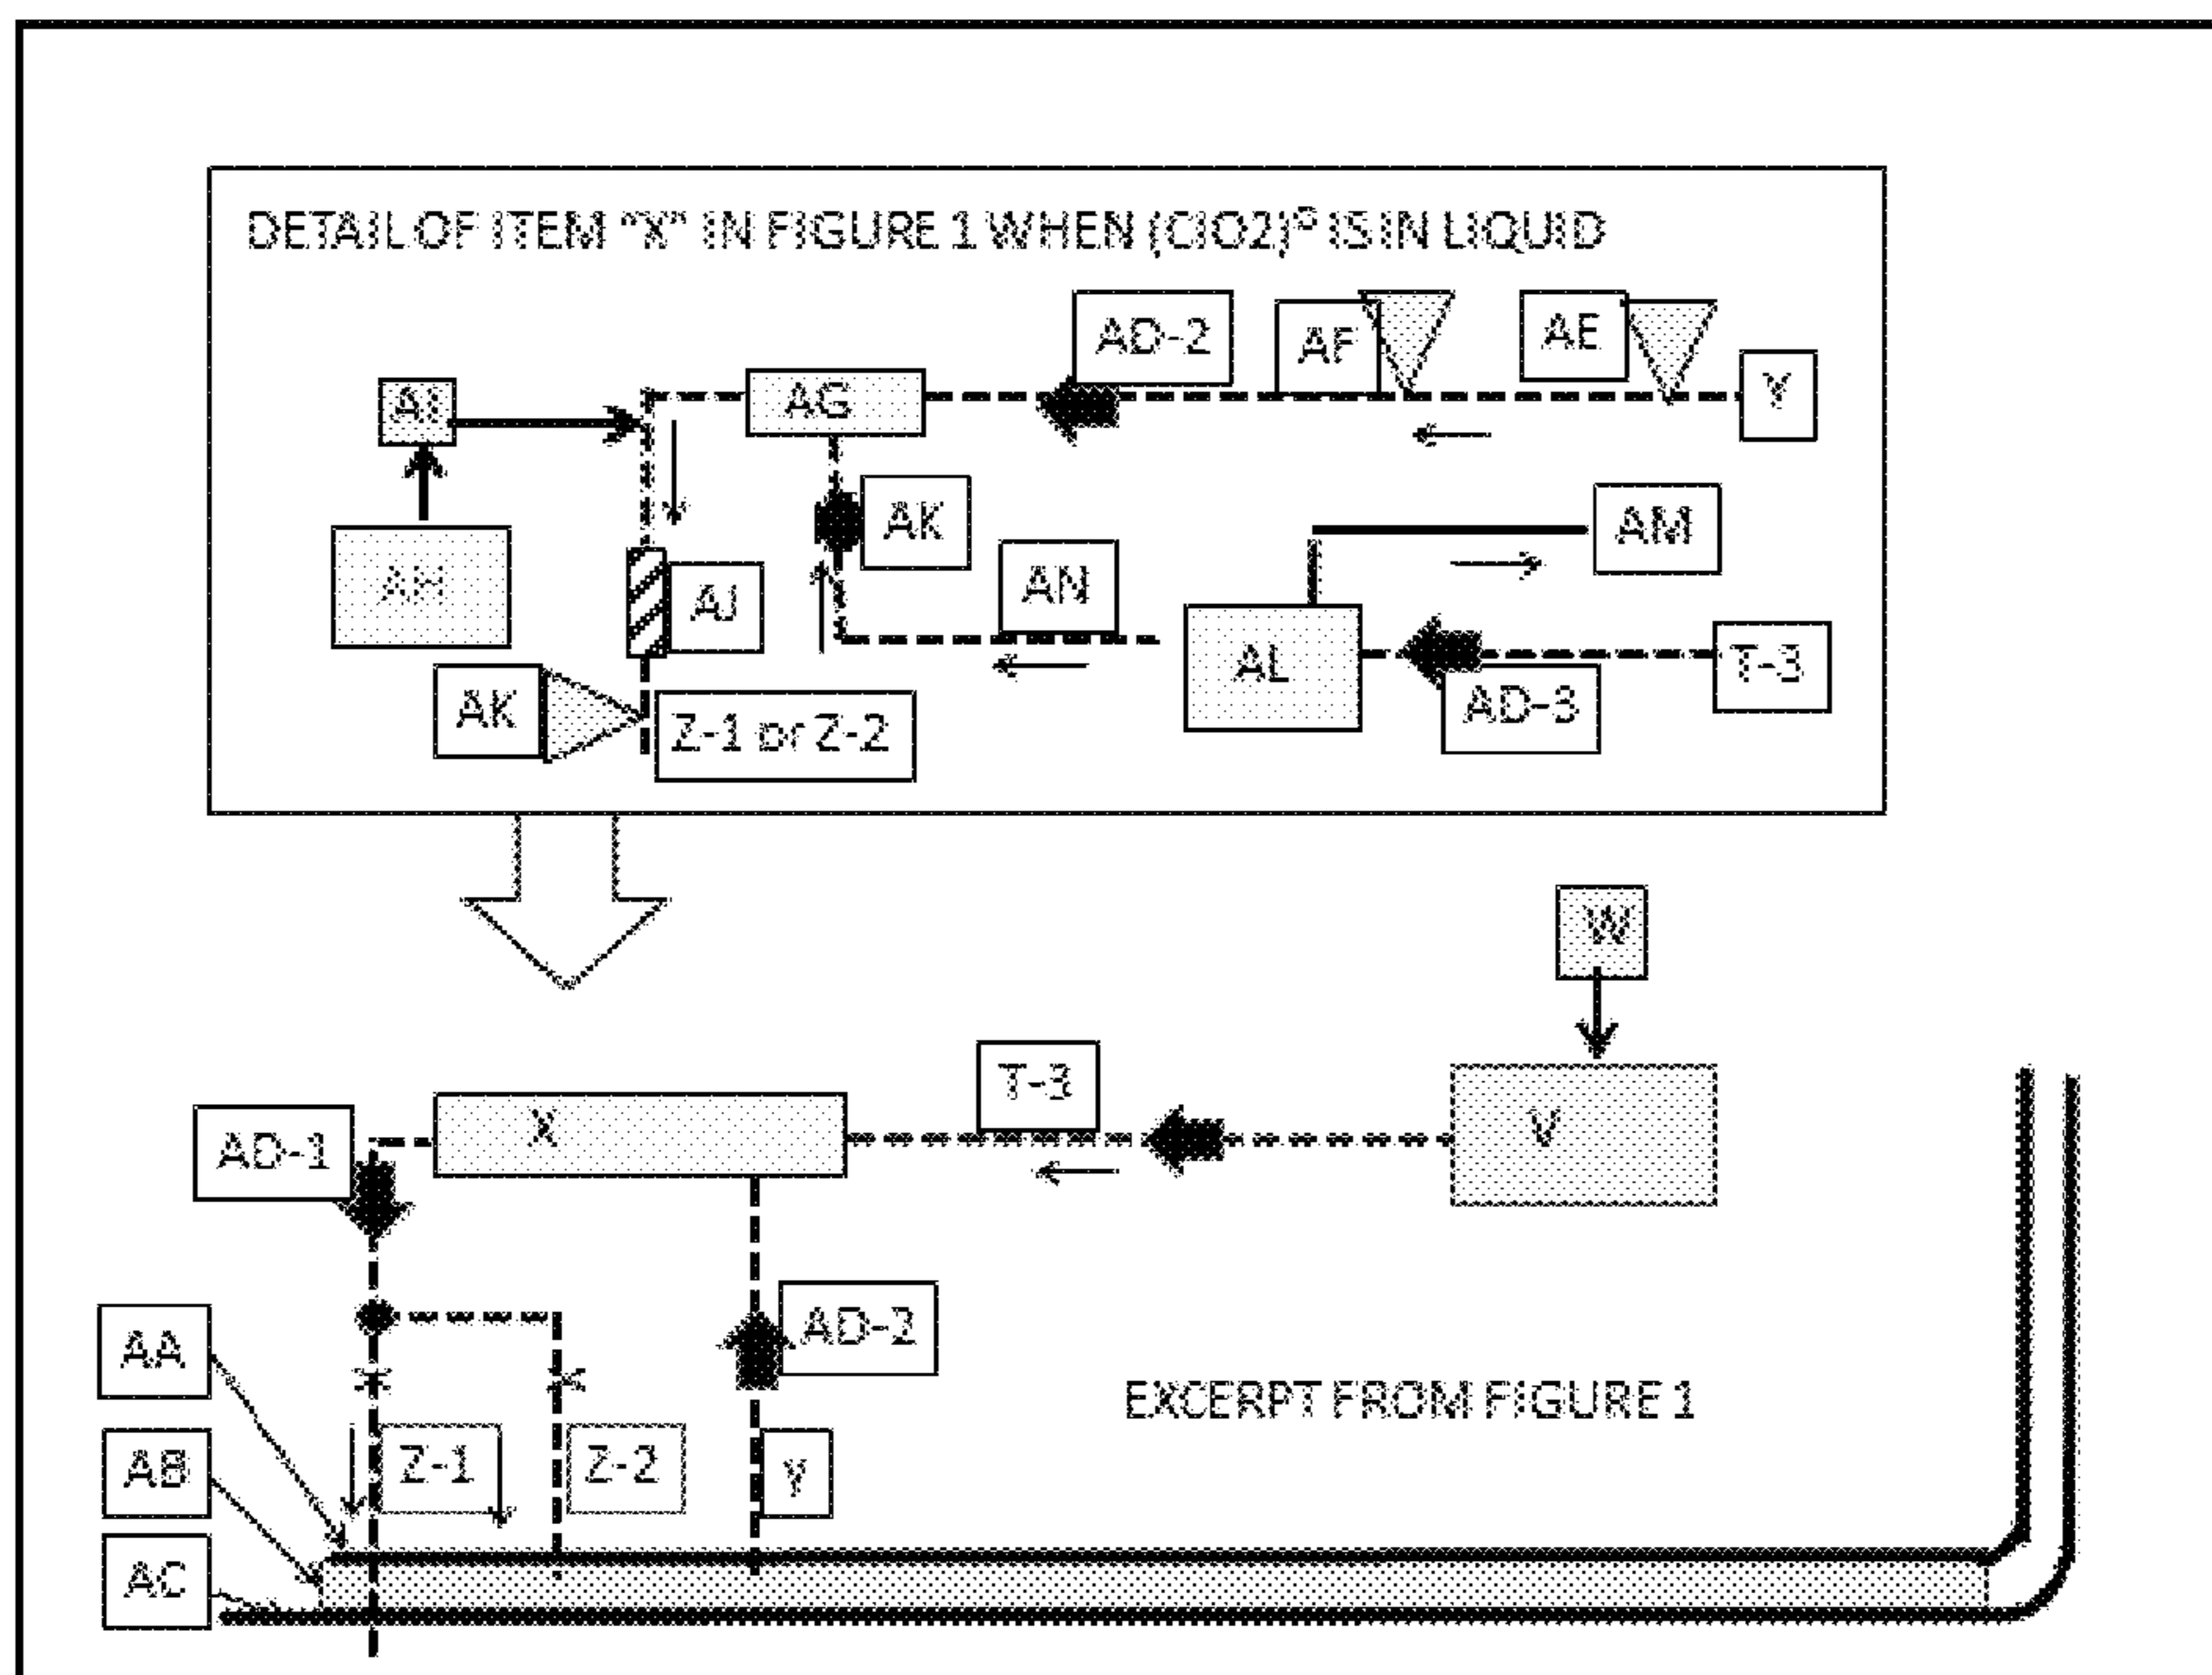 DETAIL OF ITEM "X" IN FIGURE 1 WHEN (ClO2)⁰ IS IN LIQUID
AD-2
AF
AE
Y
AI
AG
AK
AM
AH
AJ
AN
AL
T-3
AK
Z-1 or Z-2
AD-3
W
T-3
X
V
AD-1
AD-2
AA
EXCERPT FROM FIGURE 1
AB
Z-1
Z-2
y
AC